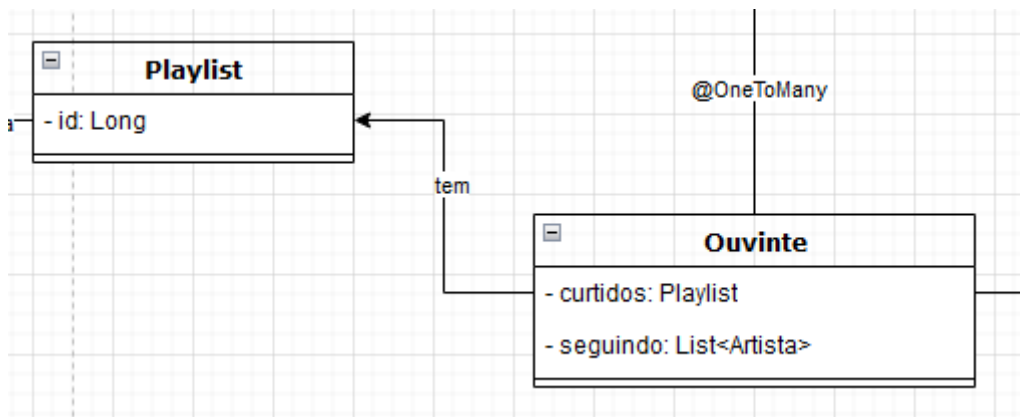 Playlist
- id: Long
@OneToMany
a
tem
Ouvinte
- curtidos: Playlist
- seguindo: List<Artista>